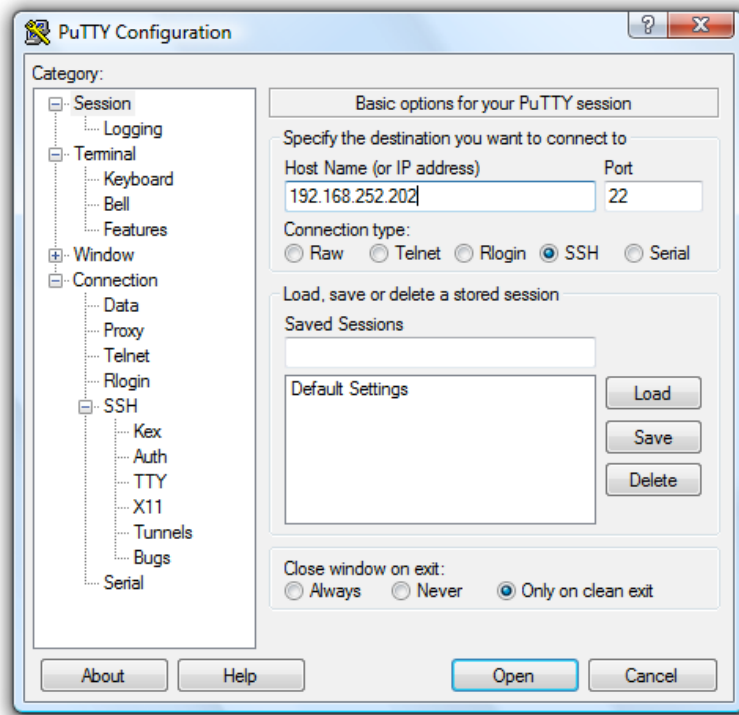 PuTTY Configuration
Category:
Session
Logging
Terminal
Keyboard
Bell
Features
Window
Connection
Data
Proxy
Telnet
Rlogin
SSH
Kex
Auth
TTY
X11
Tunnels
Bugs
Serial
Basic options for your PuTTY session
Specify the destination you want to connect to
Host Name (or IP address) Port
192.168.252.202 22
Connection type:
Raw Telnet Rlogin SSH Serial
Load, save or delete a stored session
Saved Sessions
Default Settings
Load
Save
Delete
Close window on exit:
Always Never Only on clean exit
About Help Open Cancel